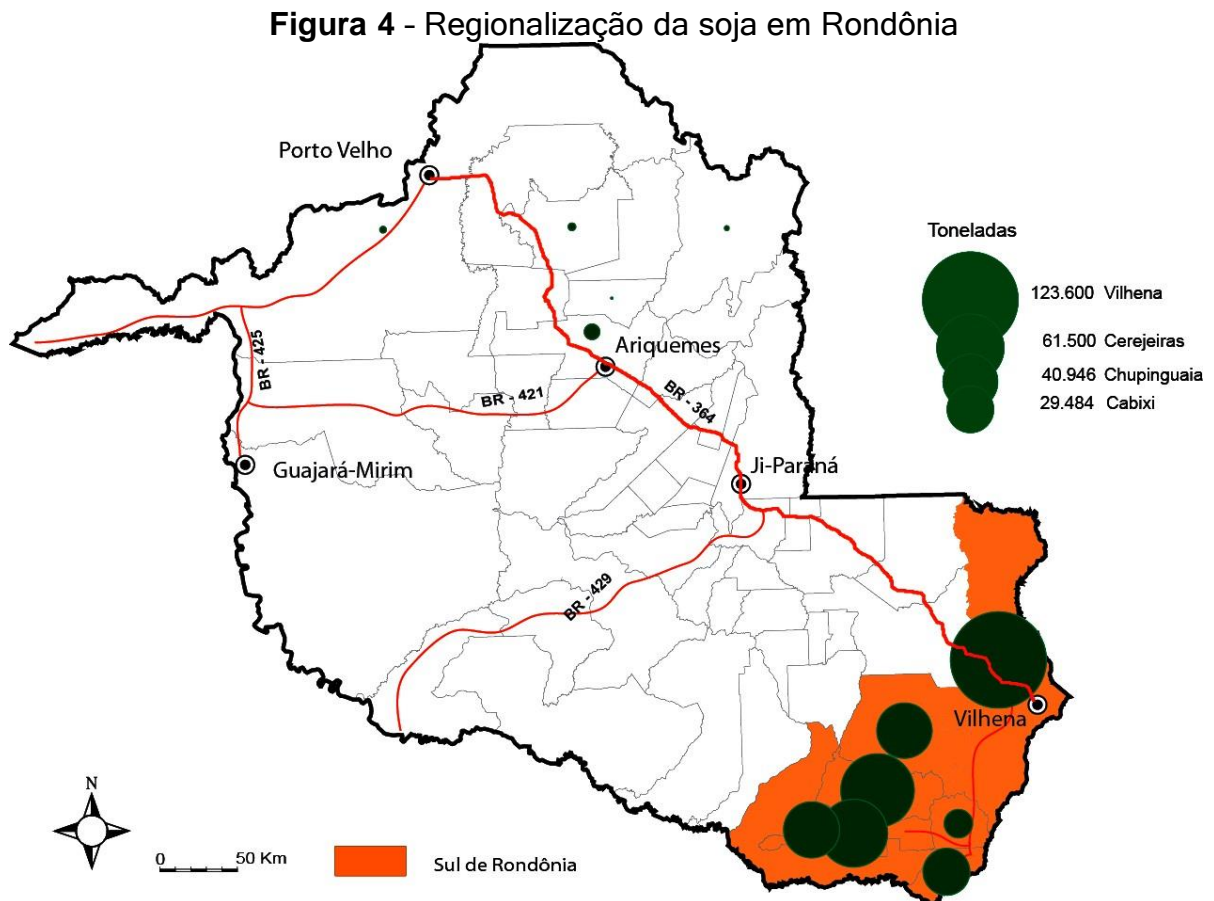 Figura 4 - Regionalização da soja em Rondônia
Porto Velho
Toneladas
123.600 Vilhena
61.500 Cerejeiras
40.946 Chupinguaia
29.484 Cabixi
BR - 425
Ariquemes
BR - 421
BR - 364
Guajará-Mirim
Ji-Paraná
BR - 429
Vilhena
N
0 50 Km
Sul de Rondônia